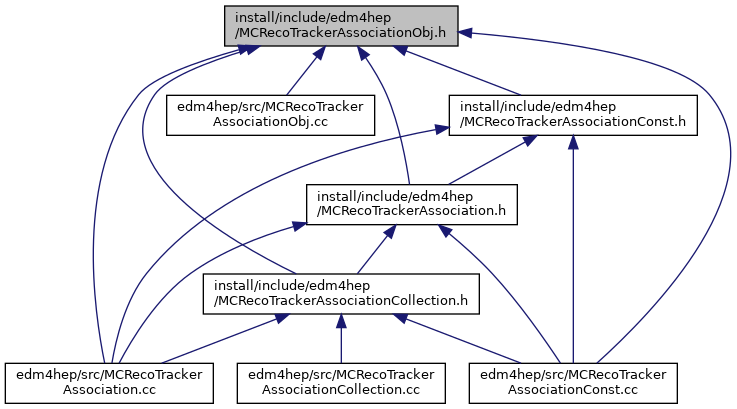 install/include/edm4hep
/MCRecoTrackerAssociationObj.h
edm4hep/src/MCRecoTracker
AssociationObj.cc
install/include/edm4hep
/MCRecoTrackerAssociationConst.h
install/include/edm4hep
/MCRecoTrackerAssociation.h
install/include/edm4hep
/MCRecoTrackerAssociationCollection.h
edm4hep/src/MCRecoTracker
Association.cc
edm4hep/src/MCRecoTracker
AssociationCollection.cc
edm4hep/src/MCRecoTracker
AssociationConst.cc